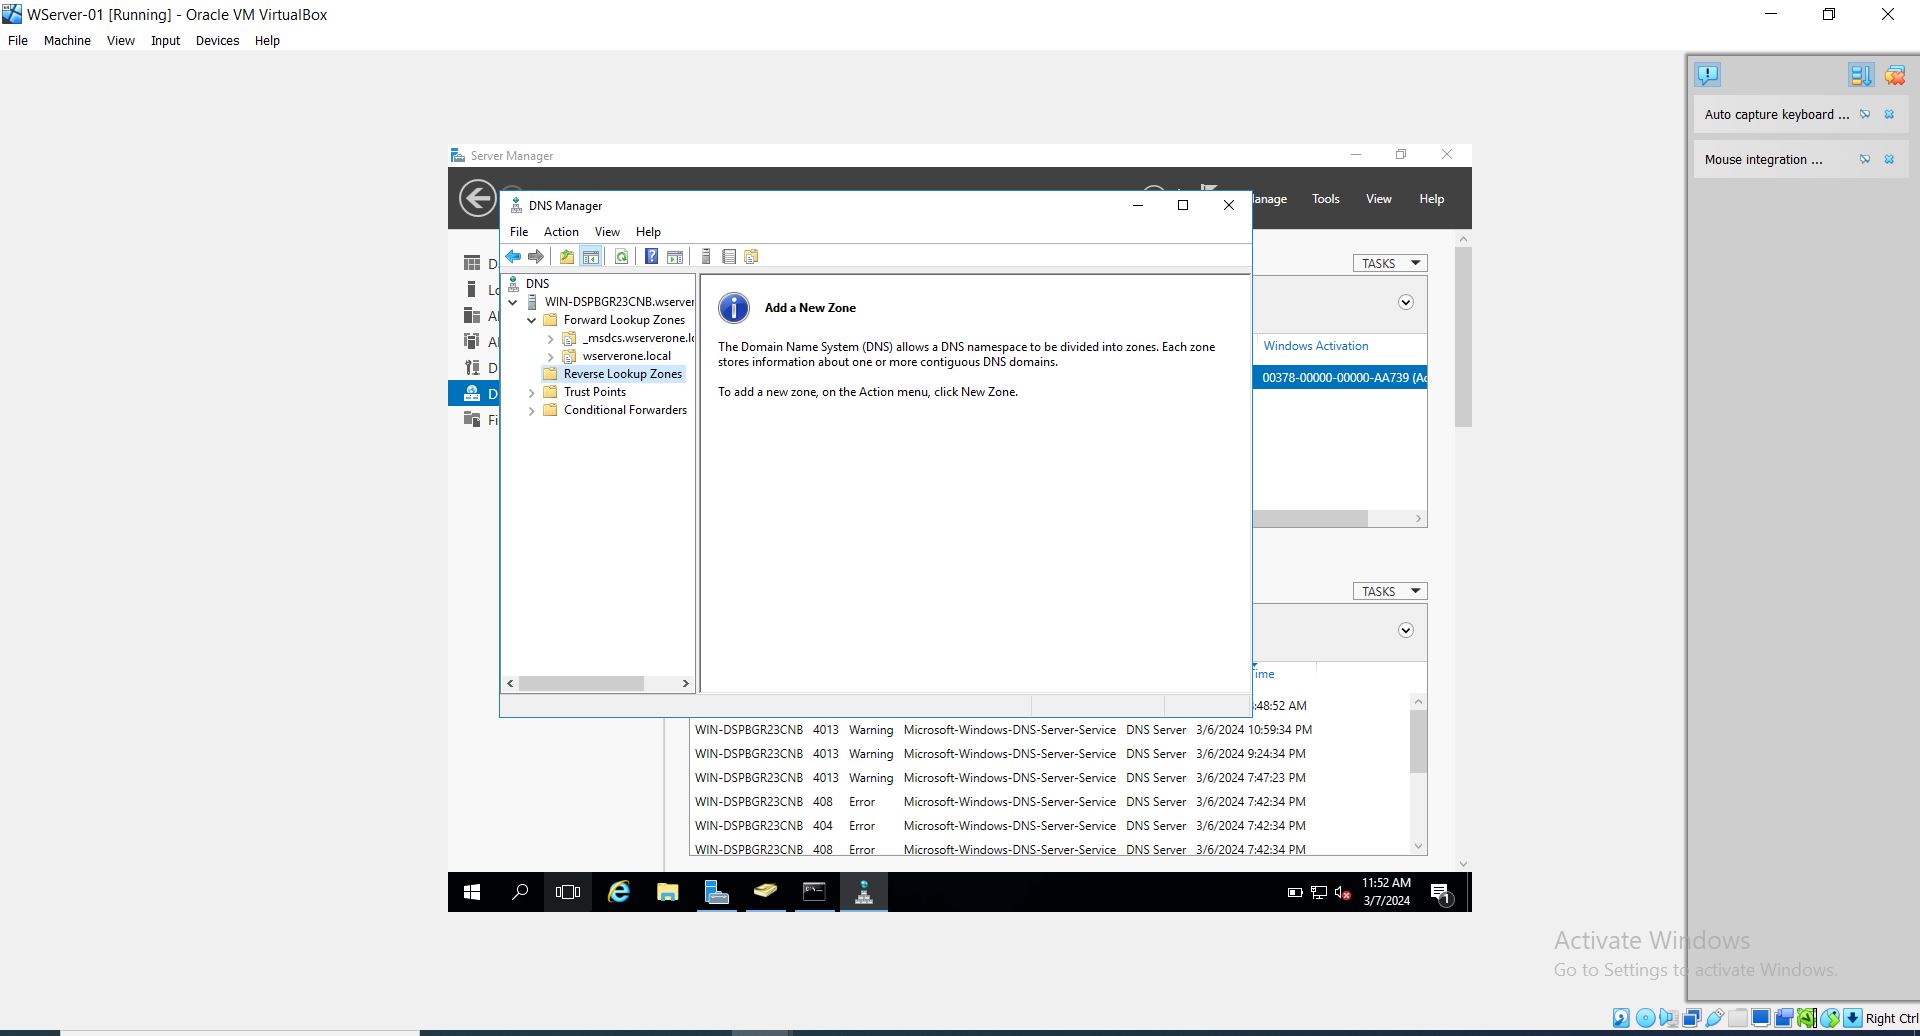 WServer-01 [Running] - Oracle VM VirtualBox
File Machine View Input Devices Help
Auto capture keyboard ...
Mouse integration ...
Server Manager
Tools View Help
DNS Manager
File Action View Help
DNS
WIN-DSPBGR23CNB.wserver
Forward Lookup Zones
_msdcs.wserverone.lo
wserverone.local
Reverse Lookup Zones
Trust Points
Conditional Forwarders
Add a New Zone
The Domain Name System (DNS) allows a DNS namespace to be divided into zones. Each zone
stores information about one or more contiguous DNS domains.
To add a new zone, on the Action menu, click New Zone.
TASKS
Windows Activation
00378-00000-00000-AA739 (Ac
TASKS
:48:52 AM
WIN-DSPBGR23CNB 4013 Warning Microsoft-Windows-DNS-Server-Service DNS Server 3/6/2024 10:59:34 PM
WIN-DSPBGR23CNB 4013 Warning Microsoft-Windows-DNS-Server-Service DNS Server 3/6/2024 9:24:34 PM
WIN-DSPBGR23CNB 4013 Warning Microsoft-Windows-DNS-Server-Service DNS Server 3/6/2024 7:47:23 PM
WIN-DSPBGR23CNB 408 Error Microsoft-Windows-DNS-Server-Service DNS Server 3/6/2024 7:42:34 PM
WIN-DSPBGR23CNB 404 Error Microsoft-Windows-DNS-Server-Service DNS Server 3/6/2024 7:42:34 PM
WIN-DSPBGR23CNB 408 Error Microsoft-Windows-DNS-Server-Service DNS Server 3/6/2024 7:42:34 PM
11:52 AM
3/7/2024
1
Activate Windows
Go to Settings to activate Windows.
Right Ctrl